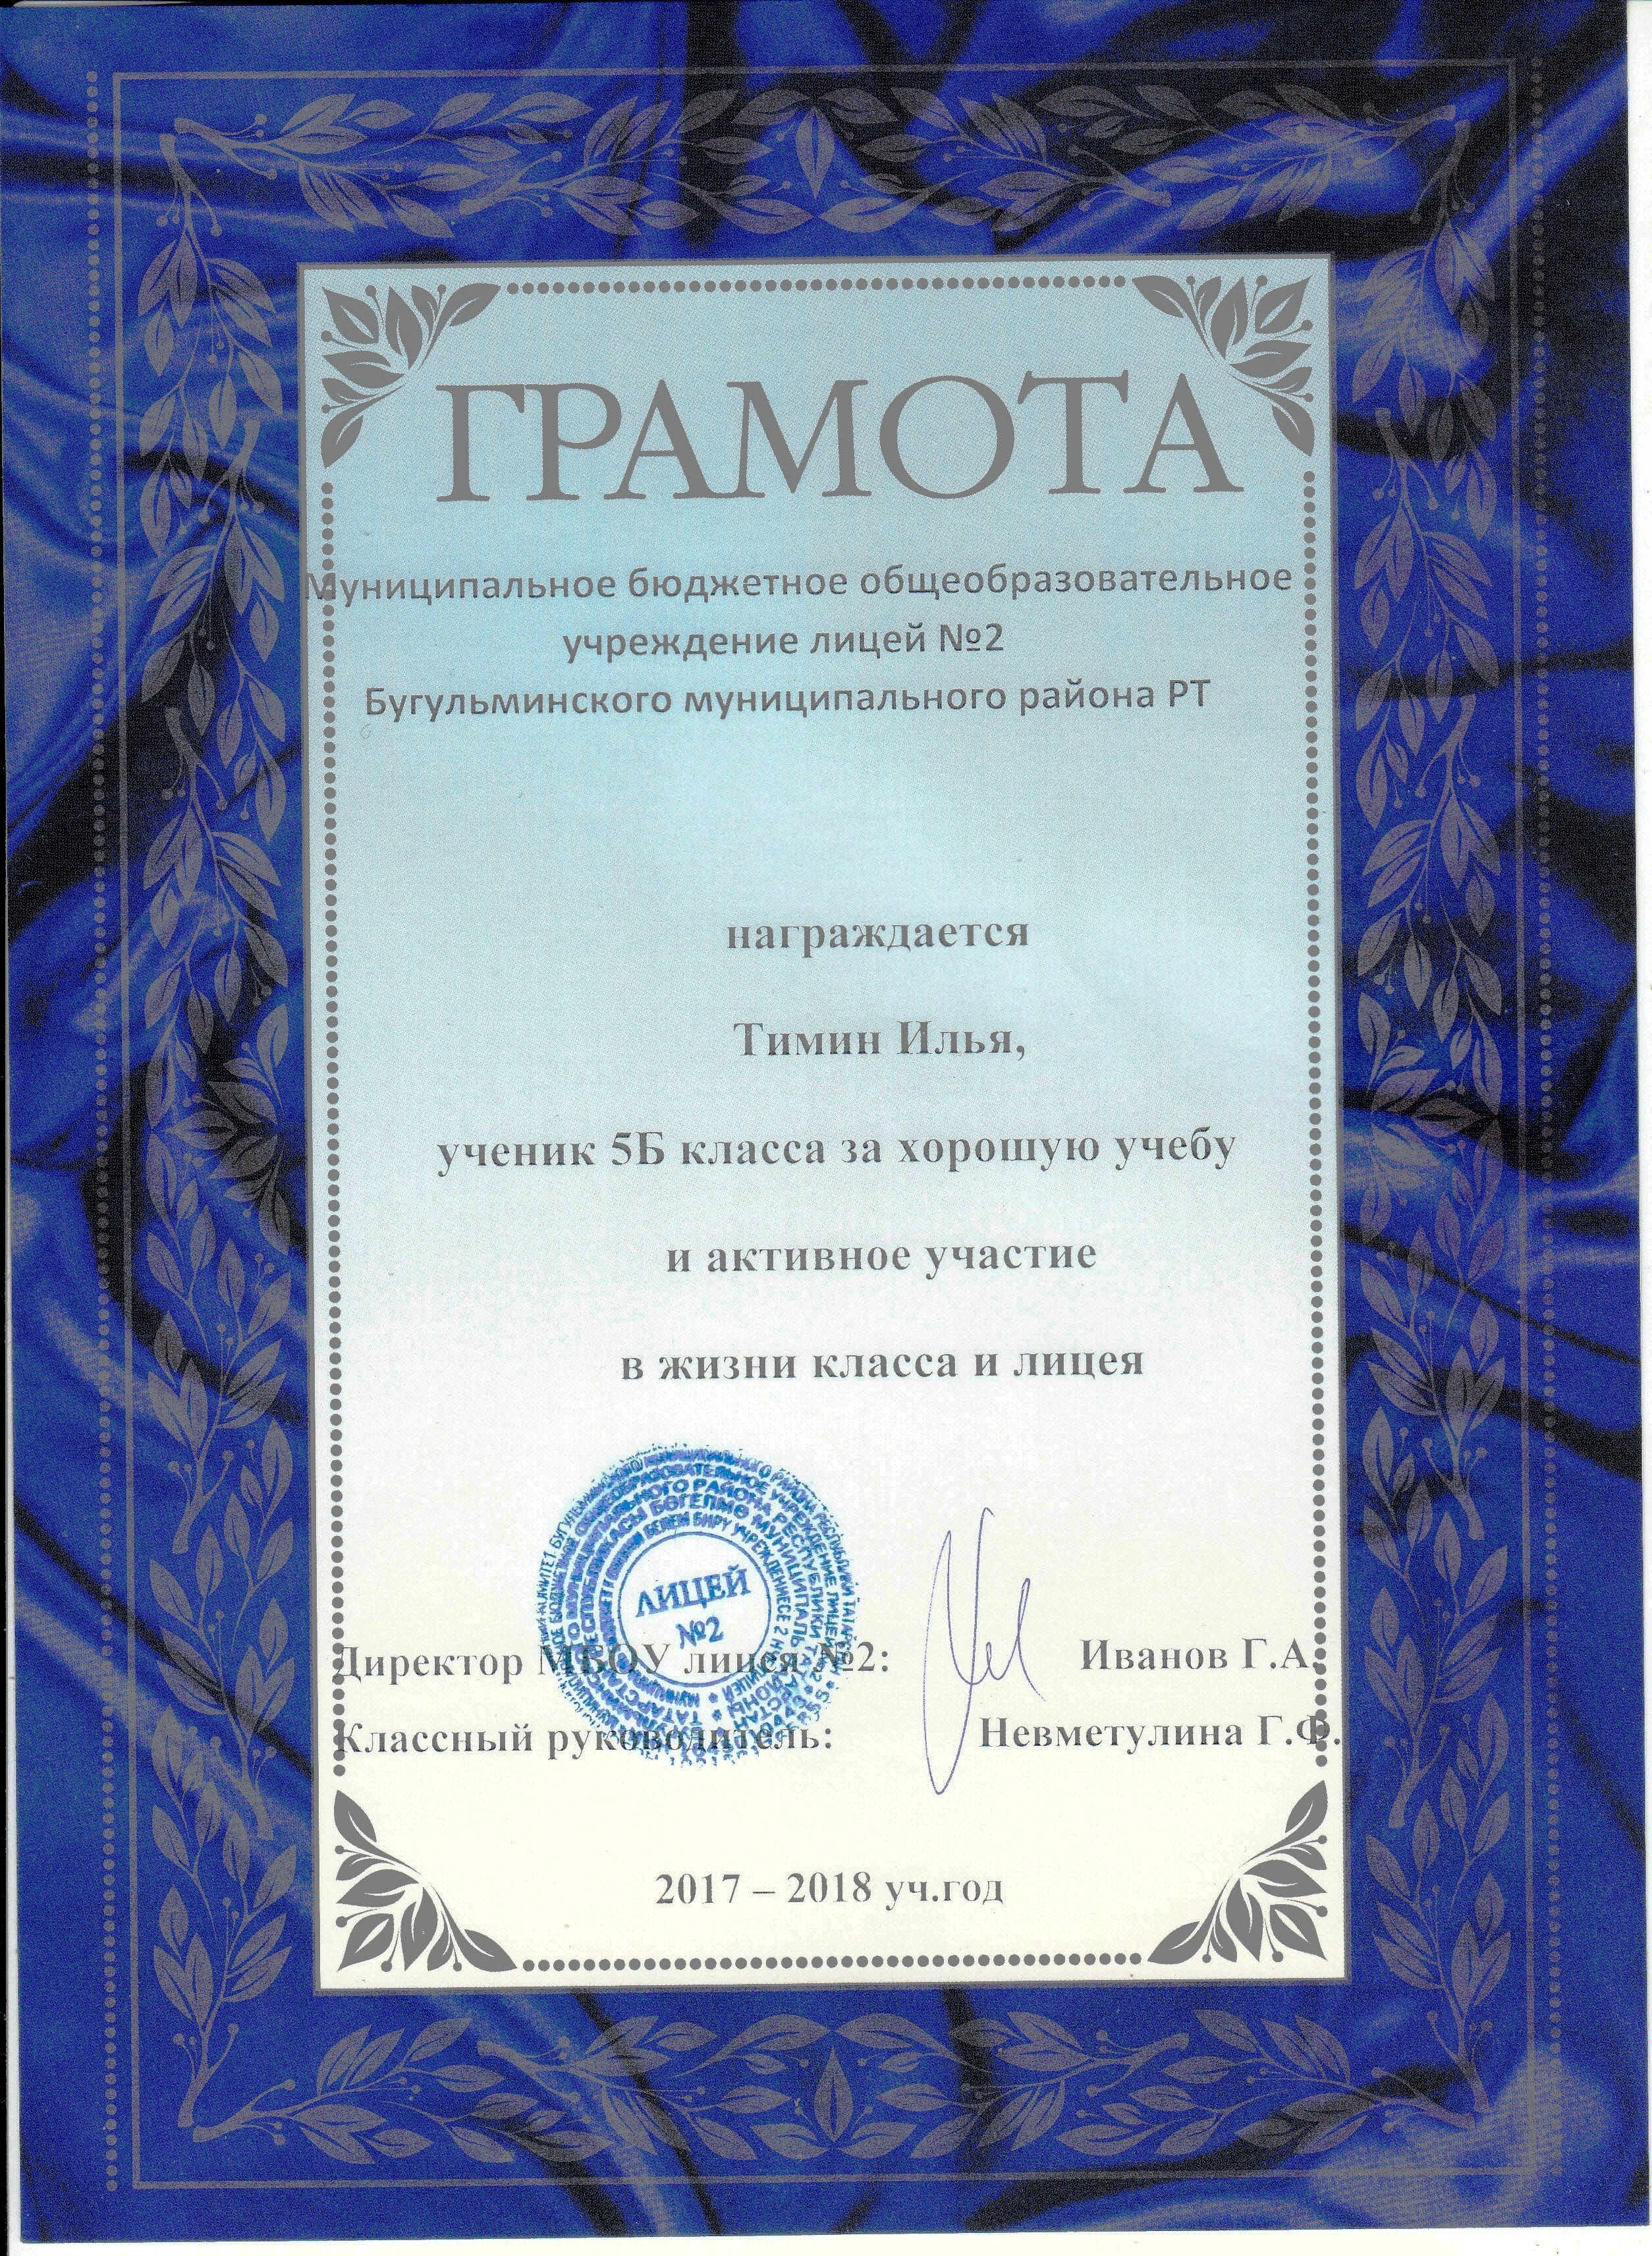 ГРАМОТА
Муниципальное бюджетное общеобразовательное
учреждение лицей №2
Бугульминского муниципального района РТ
награждается
Тимин Илья,
ученик 5Б класса за хорошую учебу
и активное участие
в жизни класса и лицея
ЛИЦЕЙ
№2
Директор МБОУ лицея №2: Иванов Г.А.
Классный руководитель: Невметулина Г.Ф.
2017 – 2018 уч.год